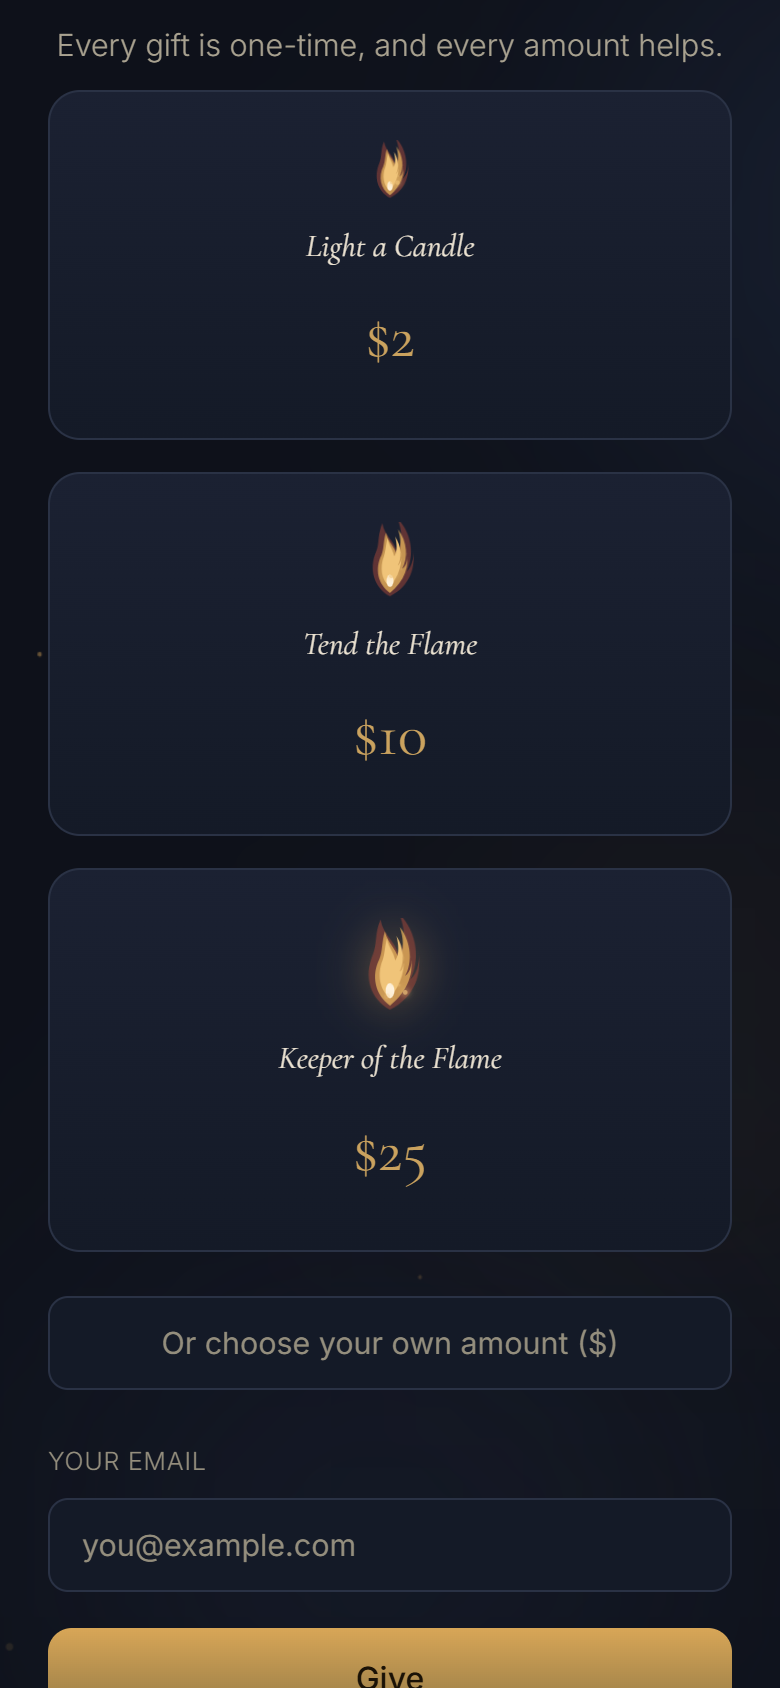 Every gift is one-time, and every amount helps.
Light a Candle
$2
Tend the Flame
$10
Keeper of the Flame
$25
Or choose your own amount ($)
YOUR EMAIL
you@example.com
Give